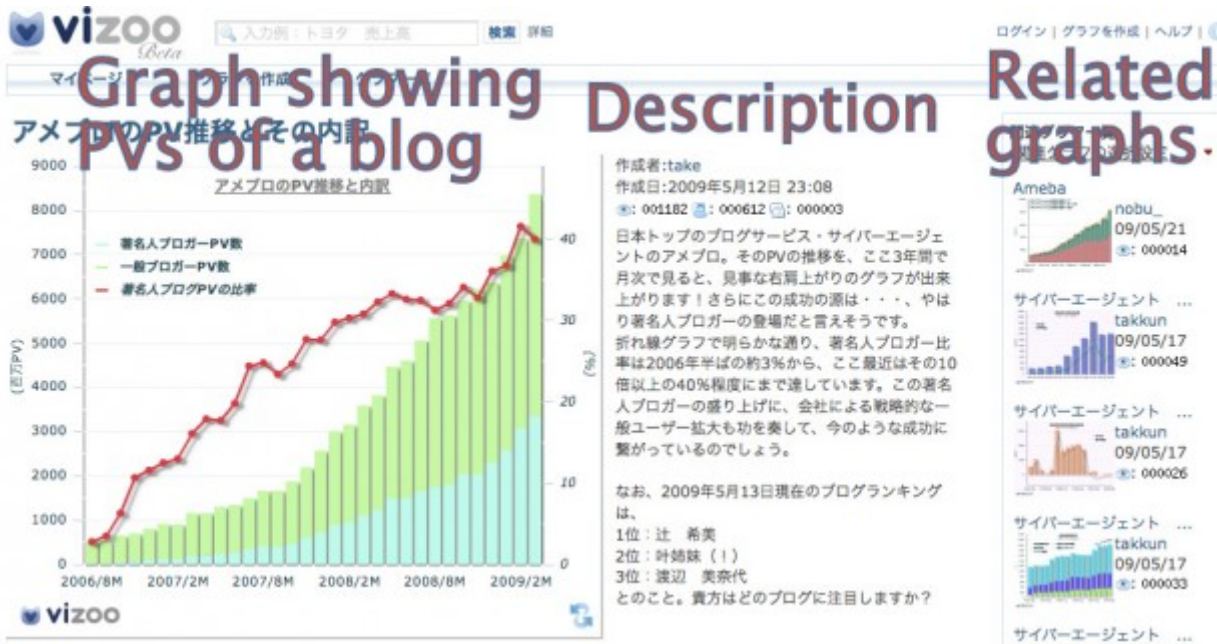 vizoo
Beta
入力例：トヨタ 売上高
検索 詳細
ログイン | グラフを作成 | ヘルプ |
Graph showing
PVs of a blog
Description
Related
graphs
アメブロのPV推移とその内訳
アメブロのPV推移と内訳
著名人ブロガーPV数
一般ブロガーPV数
著名人ブログPVの比率
(百万PV)
9000
8000
7000
6000
5000
4000
3000
2000
1000
0
(%)
40
30
20
10
0
2006/8M 2007/2M 2007/8M 2008/2M 2008/8M 2009/2M
vizoo
作成者:take
作成日:2009年5月12日 23:08
: 001182 : 000612 : 000003
日本トップのブログサービス・サイバーエージェ
ントのアメブロ。そのPVの推移を、ここ3年間で
月次で見ると、見事な右肩上がりのグラフが出来
上がります！さらにこの成功の源は・・・、やは
り著名人ブロガーの登場だと言えそうです。
折れ線グラフで明らかな通り、著名人ブロガー比
率は2006年半ばの約3%から、ここ最近はその10
倍以上の40%程度にまで達しています。この著名
人ブロガーの盛り上げに、会社による戦略的な一
般ユーザー拡大も功を奏して、今のような成功に
繋がっているのでしょう。
なお、2009年5月13日現在のブログランキング
は、
1位：辻 希美
2位：叶姉妹（！）
3位：渡辺 美奈代
とのこと。貴方はどのブログに注目しますか？
Ameba
nobu_
09/05/21
: 000014
サイバーエージェント ...
takkun
09/05/17
: 000049
サイバーエージェント ...
takkun
09/05/17
: 000026
サイバーエージェント ...
takkun
09/05/17
: 000033
サイバーエージェント ...